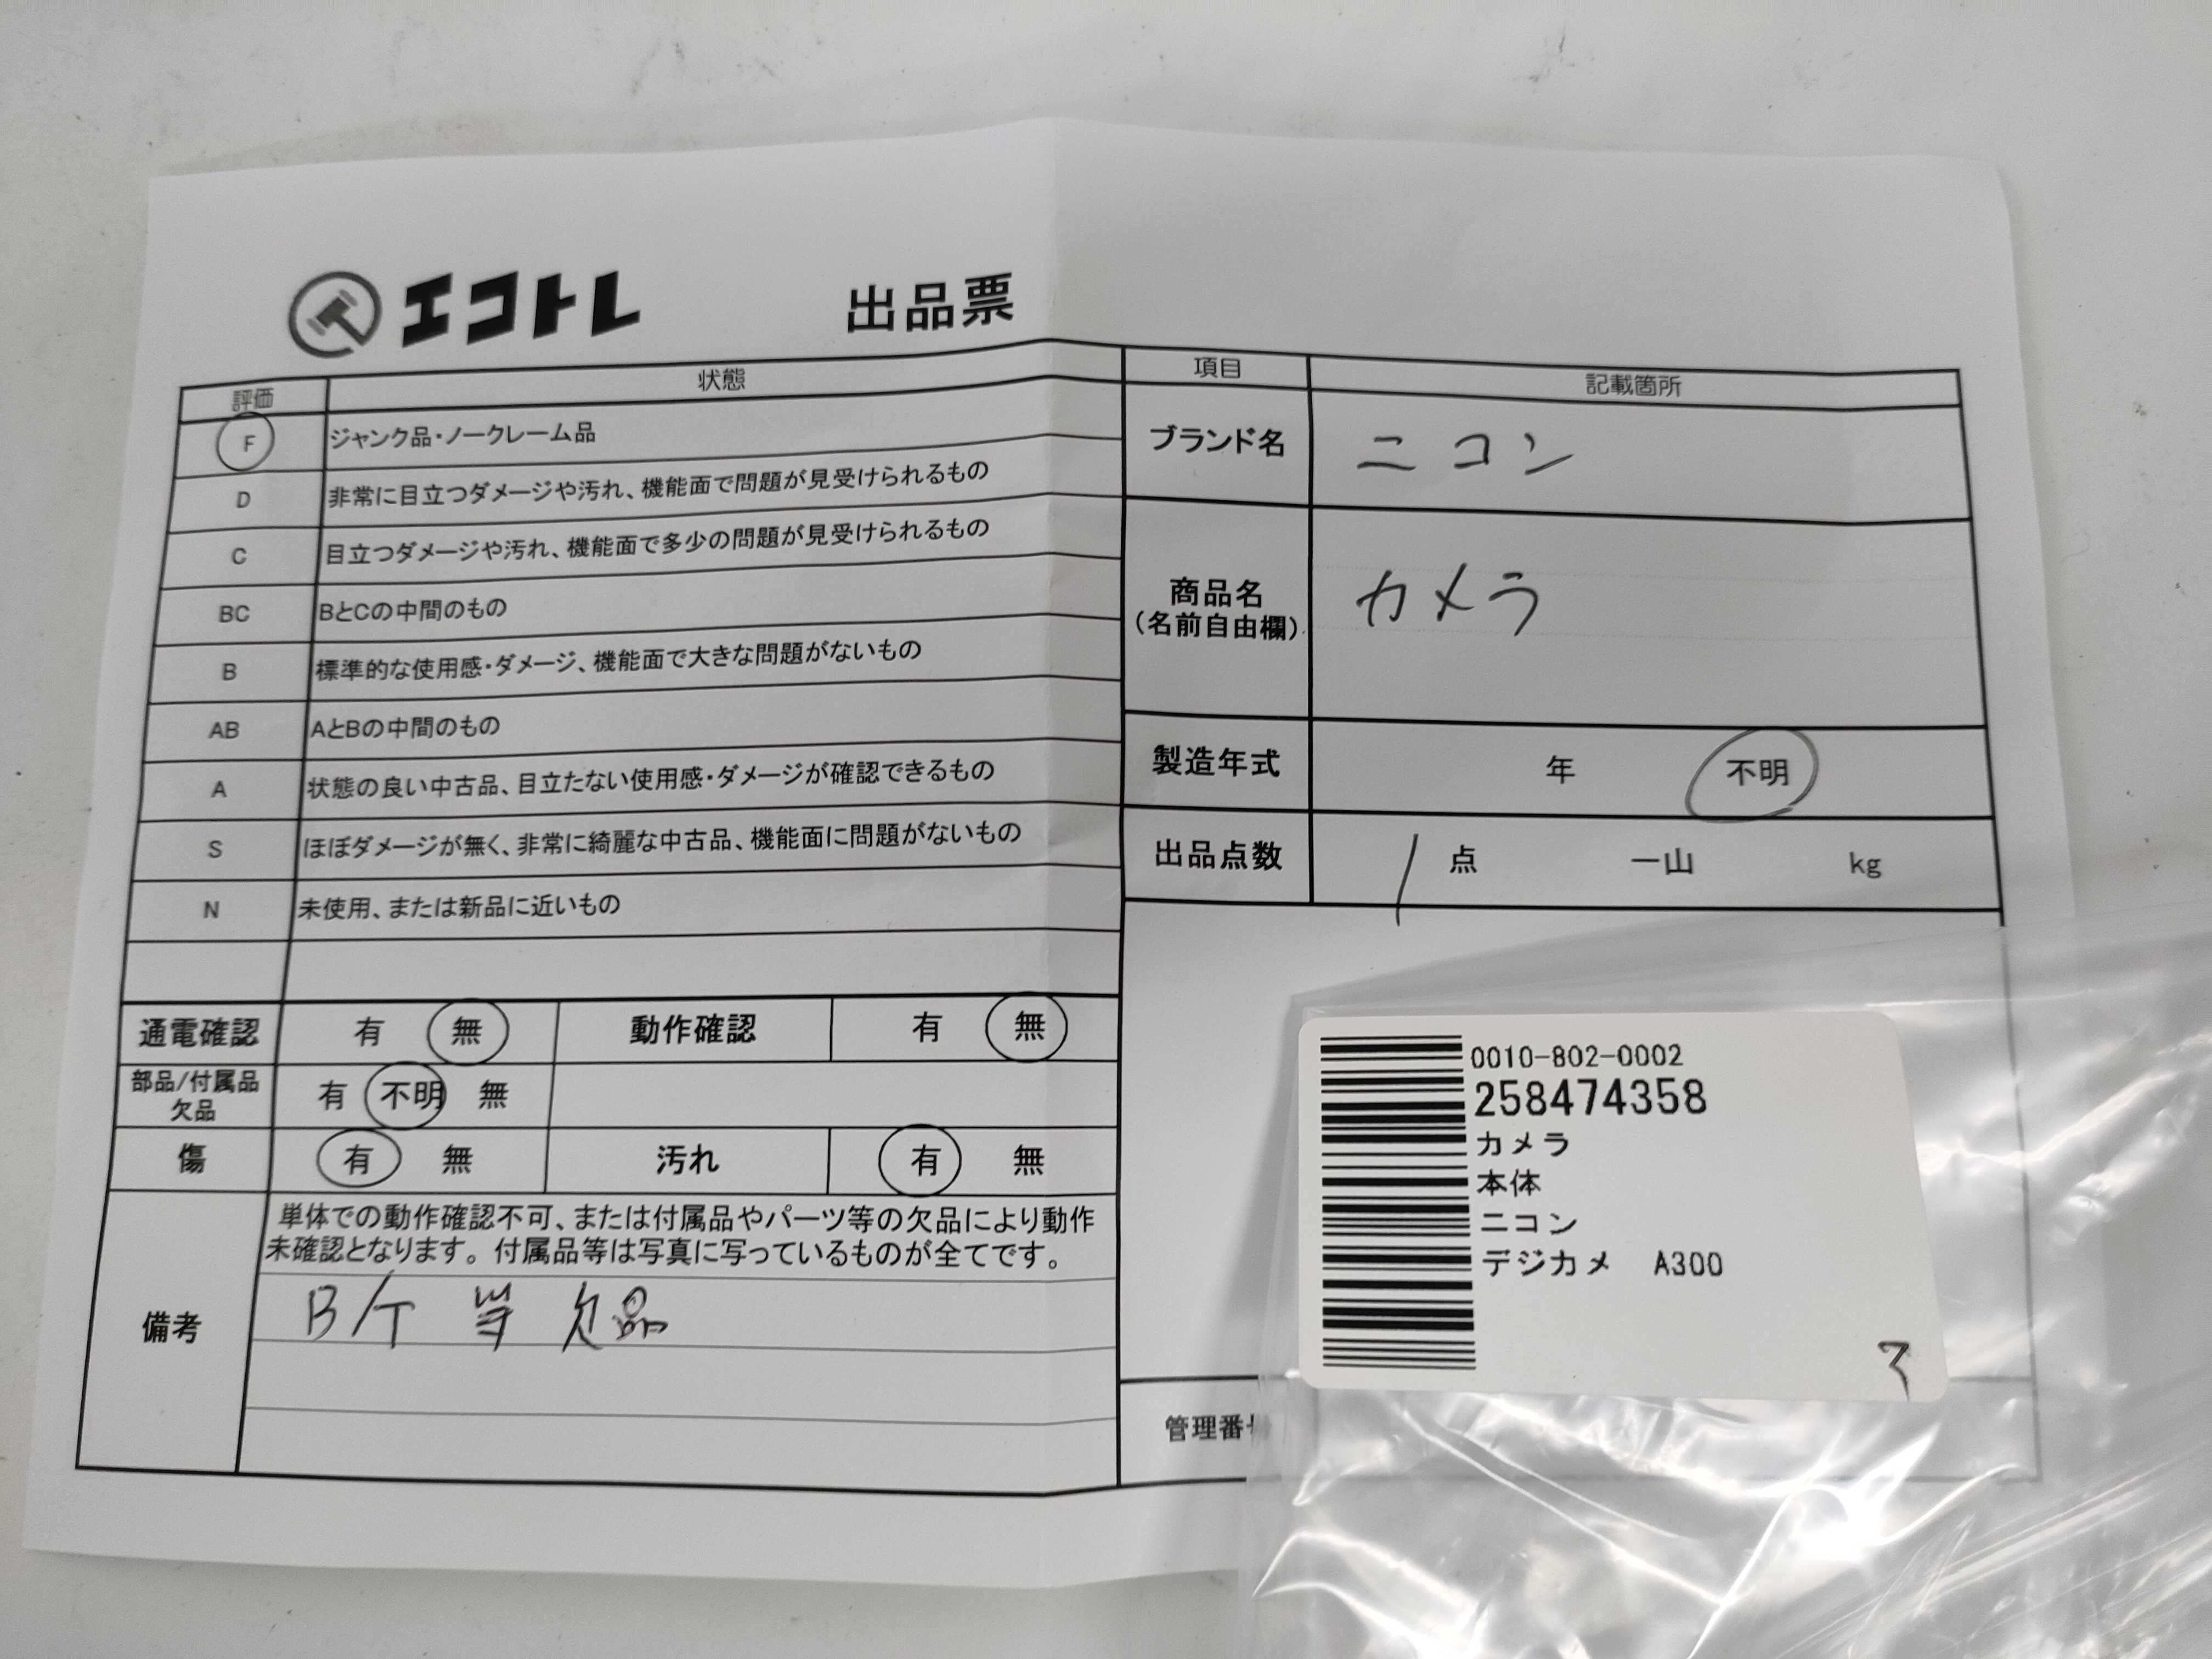 エコトレ 出品票
評価 状態
F ジャンク品・ノークレーム品
D 非常に目立つダメージや汚れ、機能面で問題が見受けられるもの
C 目立つダメージや汚れ、機能面で多少の問題が見受けられるもの
BC BとCの中間のもの
B 標準的な使用感・ダメージ、機能面で大きな問題がないもの
AB AとBの中間のもの
A 状態の良い中古品、目立たない使用感・ダメージが確認できるもの
S ほぼダメージが無く、非常に綺麗な中古品、機能面に問題がないもの
N 未使用、または新品に近いもの
通電確認 有 無 動作確認 有 無
部品/付属品
欠品 有 不明 無
傷 有 無 汚れ 有 無
備考
単体での動作確認不可、または付属品やパーツ等の欠品により動作
未確認となります。付属品等は写真に写っているものが全てです。
B/T 等 欠品
項目 記載箇所
ブランド名 ニコン
商品名
(名前自由欄) カメラ
製造年式 年 不明
出品点数 1 点 一山 kg
管理番
0010-802-0002
258474358
カメラ
本体
ニコン
デジカメ A300